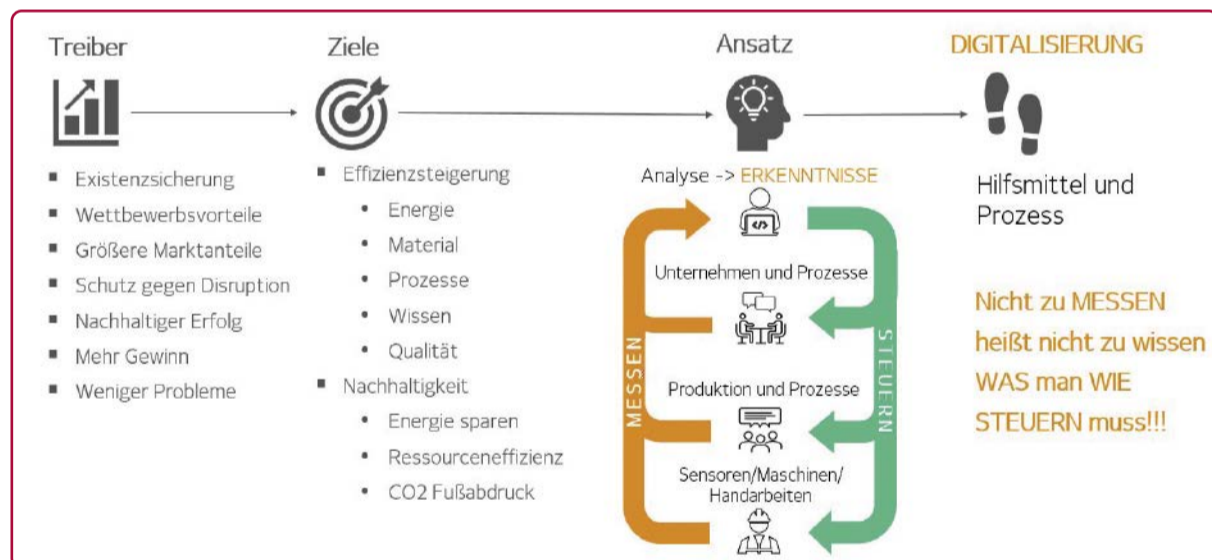 Treiber
Existenzsicherung
Wettbewerbsvorteile
Größere Marktanteile
Schutz gegen Disruption
Nachhaltiger Erfolg
Mehr Gewinn
Weniger Probleme
Ziele
Effizienzsteigerung
Energie
Material
Prozesse
Wissen
Qualität
Nachhaltigkeit
Energie sparen
Ressourceneffizienz
CO2 Fußabdruck
Ansatz
Analyse -> ERKENNTNISSE
</>
Unternehmen und Prozesse
Produktion und Prozesse
Sensoren/Maschinen/
Handarbeiten
MESSEN
STEUERN
DIGITALISIERUNG
Hilfsmittel und
Prozess
Nicht zu MESSEN
heißt nicht zu wissen
WAS man WIE
STEUERN muss!!!